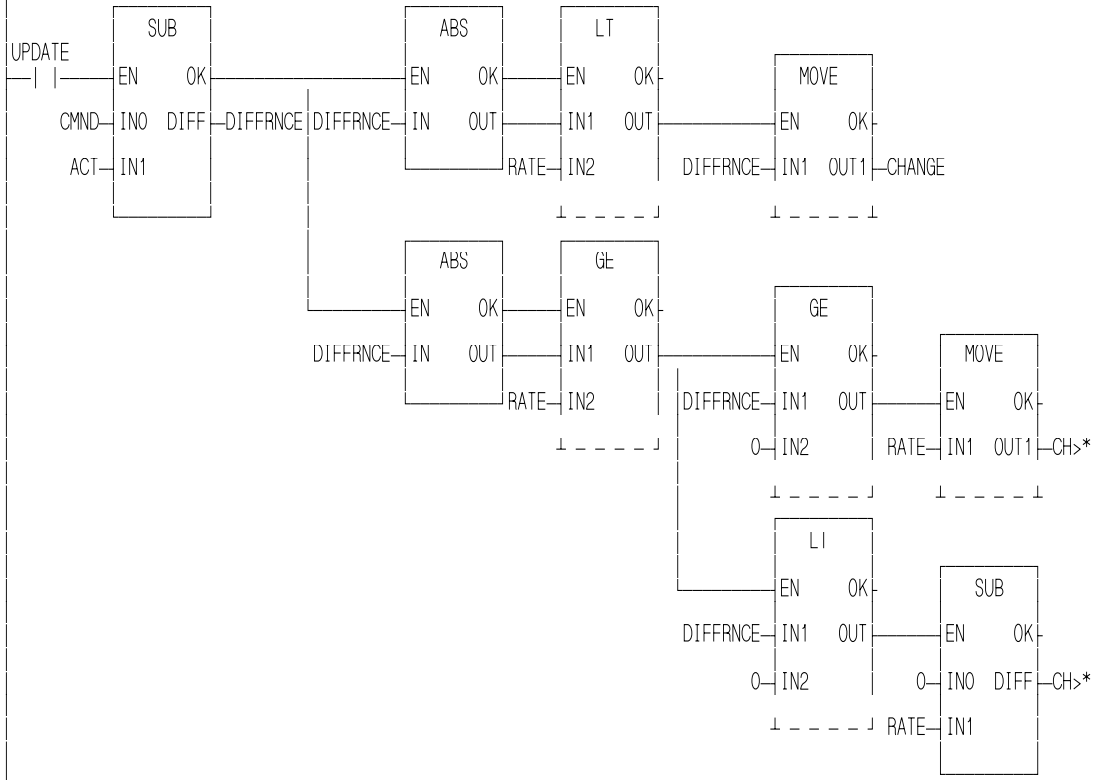 SUB ABS LT
UPDATE MOVE
EN OK EN OK EN OK
CMND IN0 DIFF DIFFRNCE DIFFRNCE IN OUT IN1 OUT EN OK
ACT IN1 RATE IN2 DIFFRNCE IN1 OUT1 CHANGE
ABS GE
EN OK EN OK GE
DIFFRNCE IN OUT IN1 OUT EN OK MOVE
RATE IN2 DIFFRNCE IN1 OUT EN OK
0 IN2 RATE IN1 OUT1 CH>*
LT
EN OK SUB
DIFFRNCE IN1 OUT EN OK
0 IN2 0 IN0 DIFF CH>*
RATE IN1